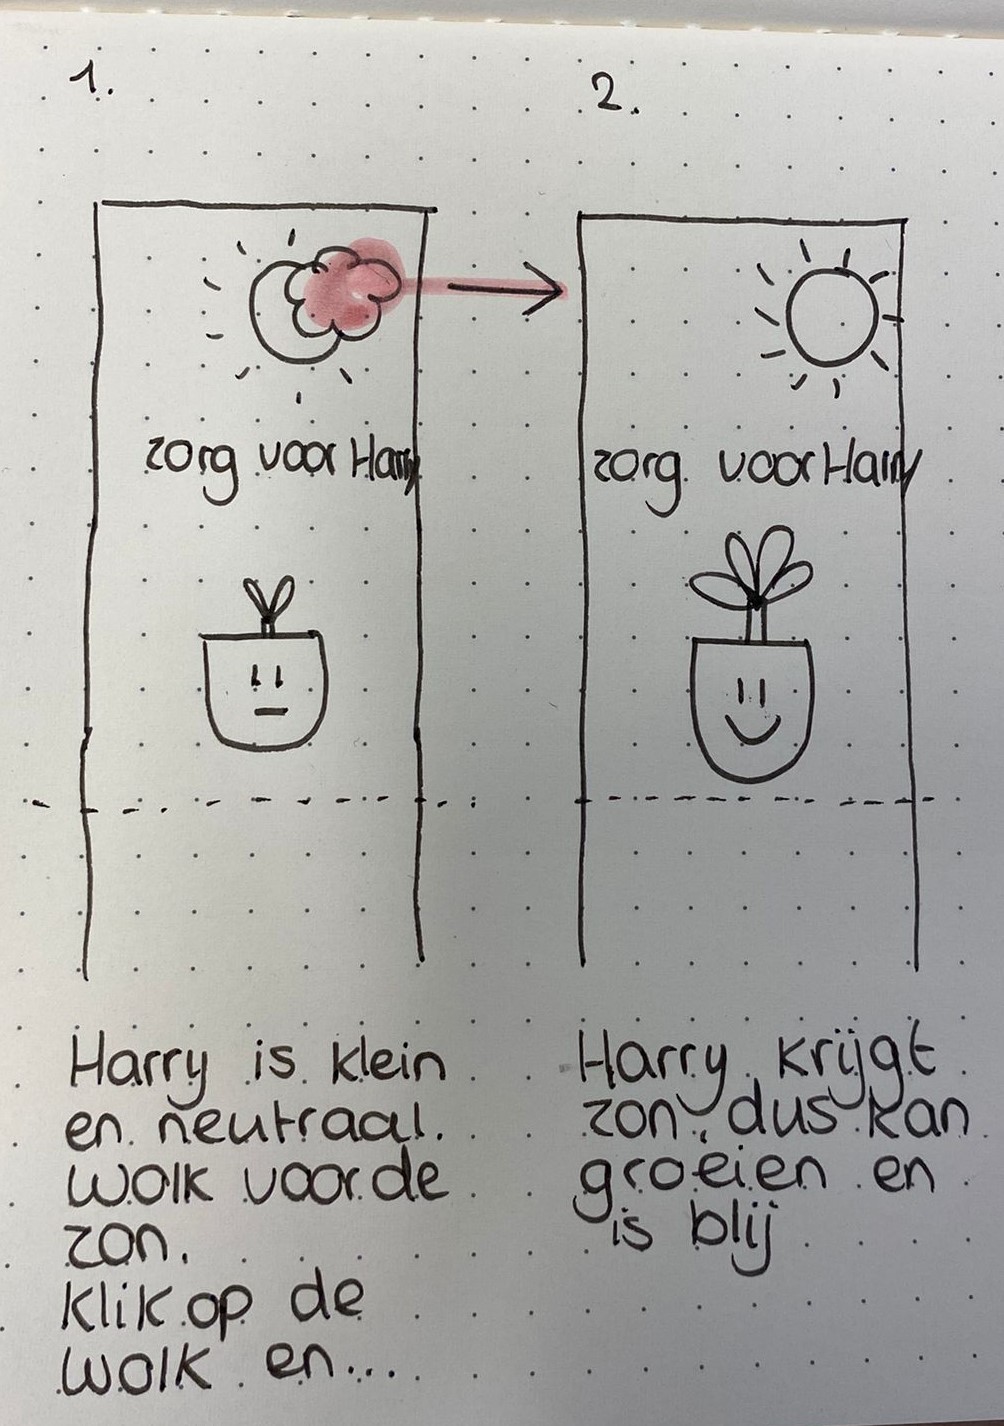 1.
zorg voor Harry
Harry is klein
en neutraal.
wolk voor de
zon.
Klik op de
wolk en...
2.
zorg voor Harry
Harry krijgt
zon, dus kan
groeien en
is blij